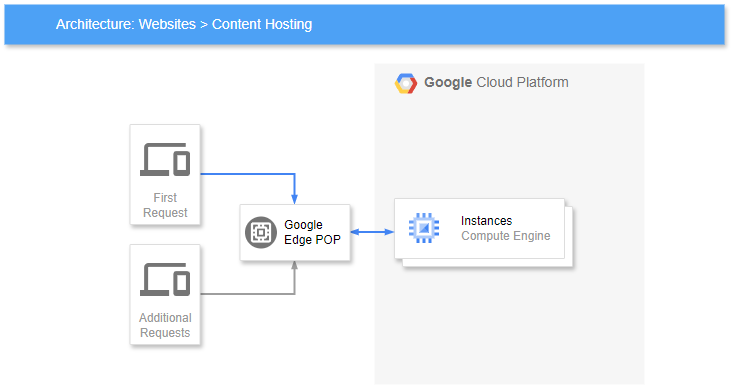 Architecture: Websites > Content Hosting
Google Cloud Platform
First
Request
Google
Edge POP
Instances
Compute Engine
Additional
Requests